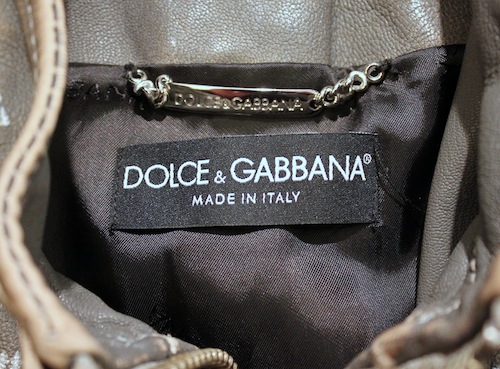 DOLCE&GABBANA
DOLCE & GABBANA®
MADE IN ITALY